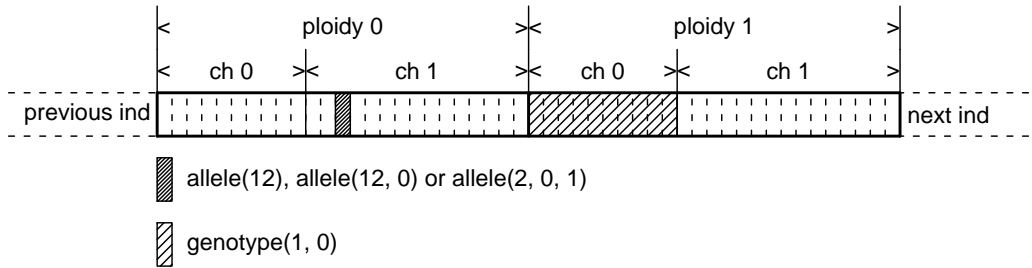 ploidy 0 ploidy 1
ch 0 ch 1 ch 0 ch 1
previous ind next ind
allele(12), allele(12, 0) or allele(2, 0, 1)
genotype(1, 0)